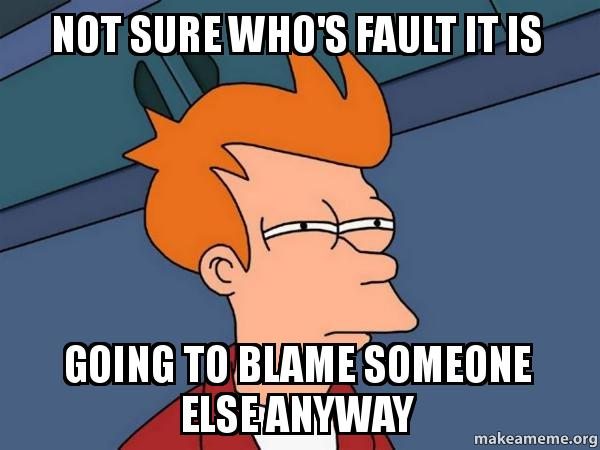 NOT SURE WHO'S FAULT IT IS
GOING TO BLAME SOMEONE
ELSE ANYWAY
makeameme.org